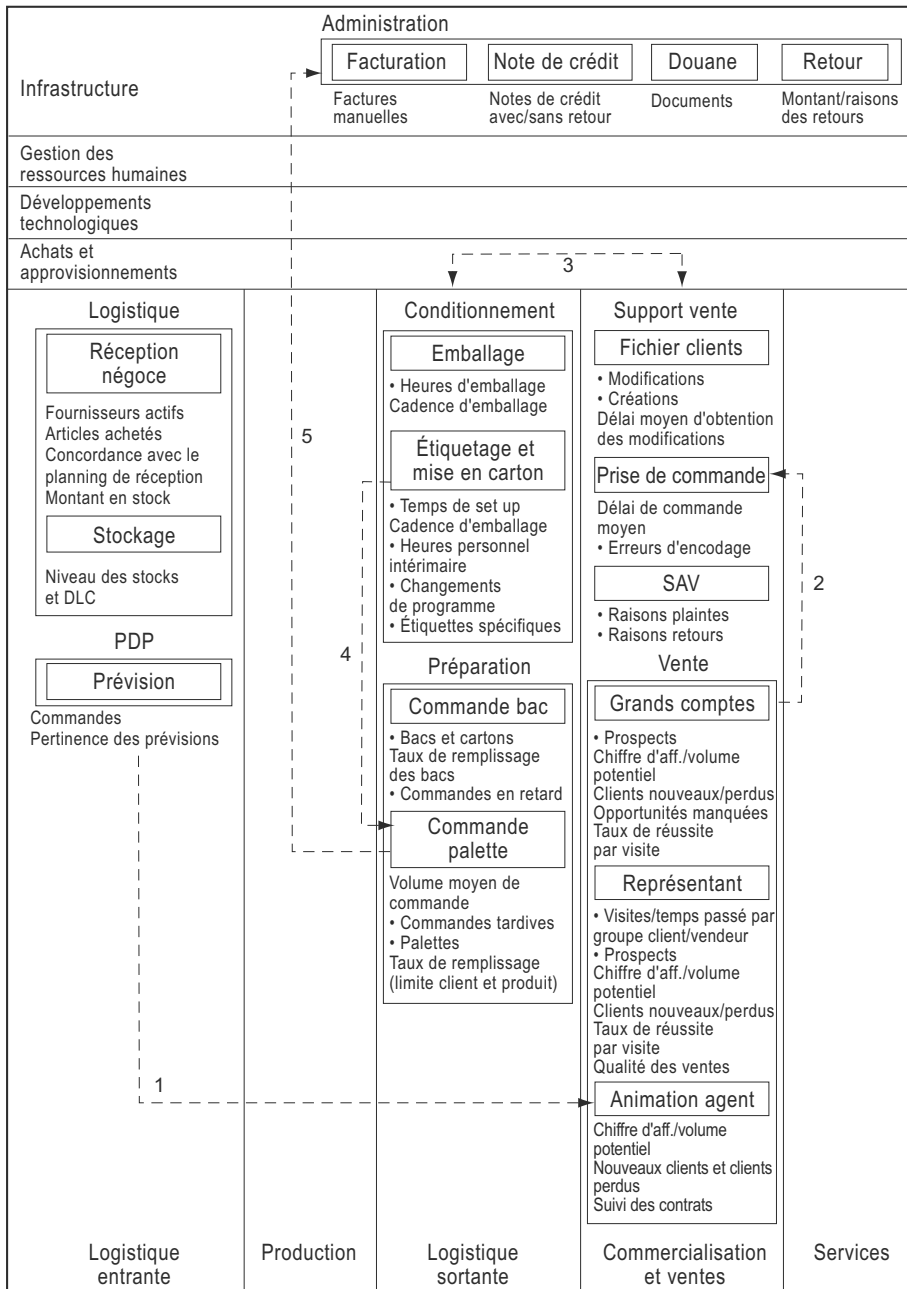 Administration
Infrastructure
Facturation
Factures
manuelles
Note de crédit
Notes de crédit
avec/sans retour
Douane
Documents
Retour
Montant/raisons
des retours
Gestion des
ressources humaines
Développements
technologiques
Achats et
approvisionnements
3
Logistique
Réception
négoce
Fournisseurs actifs
Articles achetés
Concordance avec le
planning de réception
Montant en stock
Stockage
Niveau des stocks
et DLC
PDP
Prévision
Commandes
Pertinence des prévisions
1
5
4
Conditionnement
Emballage
• Heures d'emballage
Cadence d'emballage
Étiquetage et
mise en carton
• Temps de set up
Cadence d'emballage
• Heures personnel
intérimaire
• Changements
de programme
• Étiquettes spécifiques
Préparation
Commande bac
• Bacs et cartons
Taux de remplissage
des bacs
• Commandes en retard
Commande
palette
Volume moyen de
commande
• Commandes tardives
• Palettes
Taux de remplissage
(limite client et produit)
Support vente
Fichier clients
• Modifications
• Créations
Délai moyen d'obtention
des modifications
Prise de commande
Délai de commande
moyen
• Erreurs d'encodage
SAV
• Raisons plaintes
• Raisons retours
2
Vente
Grands comptes
• Prospects
Chiffre d'aff./volume
potentiel
Clients nouveaux/perdus
Opportunités manquées
Taux de réussite
par visite
Représentant
• Visites/temps passé par
groupe client/vendeur
• Prospects
Chiffre d'aff./volume
potentiel
Clients nouveaux/perdus
Taux de réussite
par visite
Qualité des ventes
Animation agent
Chiffre d'aff./volume
potentiel
Nouveaux clients et clients
perdus
Suivi des contrats
Logistique
entrante
Production
Logistique
sortante
Commercialisation
et ventes
Services